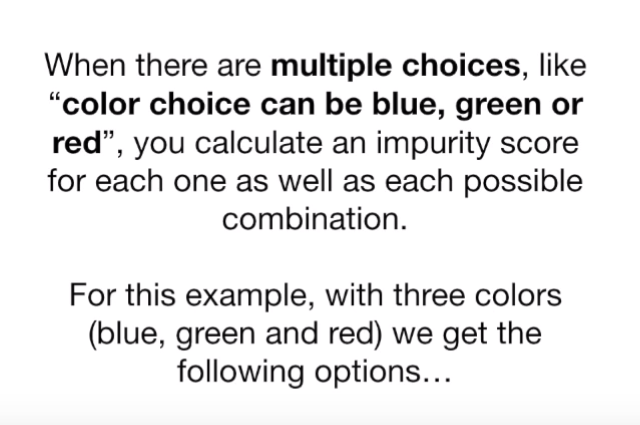 When there are multiple choices, like
“color choice can be blue, green or
red”, you calculate an impurity score
for each one as well as each possible
combination.
For this example, with three colors
(blue, green and red) we get the
following options…